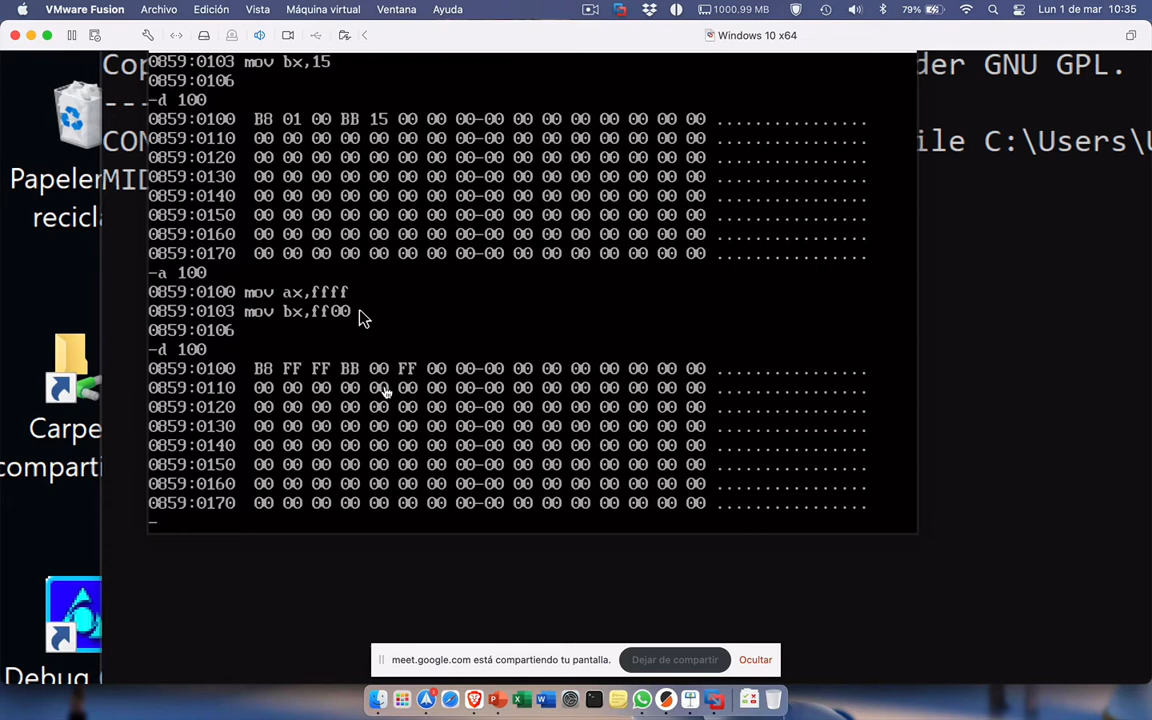 VMware Fusion Archivo Edición Vista Máquina virtual Ventana Ayuda 1000.99 MB 79% Lun 1 de mar 10:35
Windows 10 x64
Cop
der GNU GPL.
---
CON
ile C:\Users\U
MID
Papeler
recicla
Carpe
comparti
Debug
0859:0103 mov bx,15
0859:0106
-d 100
0859:0100 B8 01 00 BB 15 00 00 00-00 00 00 00 00 00 00 00 ................
0859:0110 00 00 00 00 00 00 00 00-00 00 00 00 00 00 00 00 ................
0859:0120 00 00 00 00 00 00 00 00-00 00 00 00 00 00 00 00 ................
0859:0130 00 00 00 00 00 00 00 00-00 00 00 00 00 00 00 00 ................
0859:0140 00 00 00 00 00 00 00 00-00 00 00 00 00 00 00 00 ................
0859:0150 00 00 00 00 00 00 00 00-00 00 00 00 00 00 00 00 ................
0859:0160 00 00 00 00 00 00 00 00-00 00 00 00 00 00 00 00 ................
0859:0170 00 00 00 00 00 00 00 00-00 00 00 00 00 00 00 00 ................
-a 100
0859:0100 mov ax,ffff
0859:0103 mov bx,ff00
0859:0106
-d 100
0859:0100 B8 FF FF BB 00 FF 00 00-00 00 00 00 00 00 00 00 ................
0859:0110 00 00 00 00 00 00 00 00-00 00 00 00 00 00 00 00 ................
0859:0120 00 00 00 00 00 00 00 00-00 00 00 00 00 00 00 00 ................
0859:0130 00 00 00 00 00 00 00 00-00 00 00 00 00 00 00 00 ................
0859:0140 00 00 00 00 00 00 00 00-00 00 00 00 00 00 00 00 ................
0859:0150 00 00 00 00 00 00 00 00-00 00 00 00 00 00 00 00 ................
0859:0160 00 00 00 00 00 00 00 00-00 00 00 00 00 00 00 00 ................
0859:0170 00 00 00 00 00 00 00 00-00 00 00 00 00 00 00 00 ................
-
meet.google.com está compartiendo tu pantalla. Dejar de compartir Ocultar